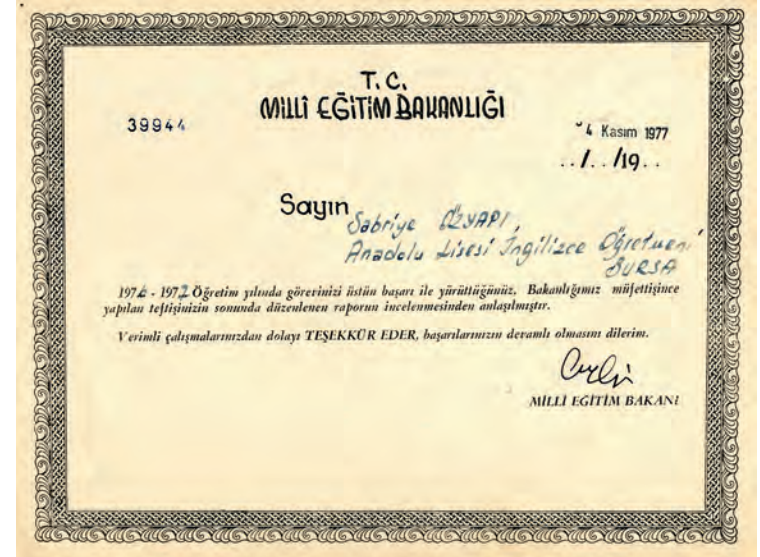 T. C.
MİLLÎ EĞİTİM BAKANLIĞI
39944
4 Kasım 1977
../.. /19..
Sayın
Sabriye ÖZYAPI,
Anadolu Lisesi İngilizce Öğretmeni
BURSA
1976 - 1977 Öğretim yılında görevinizi üstün başarı ile yürüttüğünüz, Bakanlığımız müfettişince
yapılan teftişinizin sonunda düzenlenen raporun incelenmesinden anlaşılmıştır.
Verimli çalışmalarınızdan dolayı TEŞEKKÜR EDER, başarılarınızın devamlı olmasını dilerim.
MİLLÎ EĞİTİM BAKANI